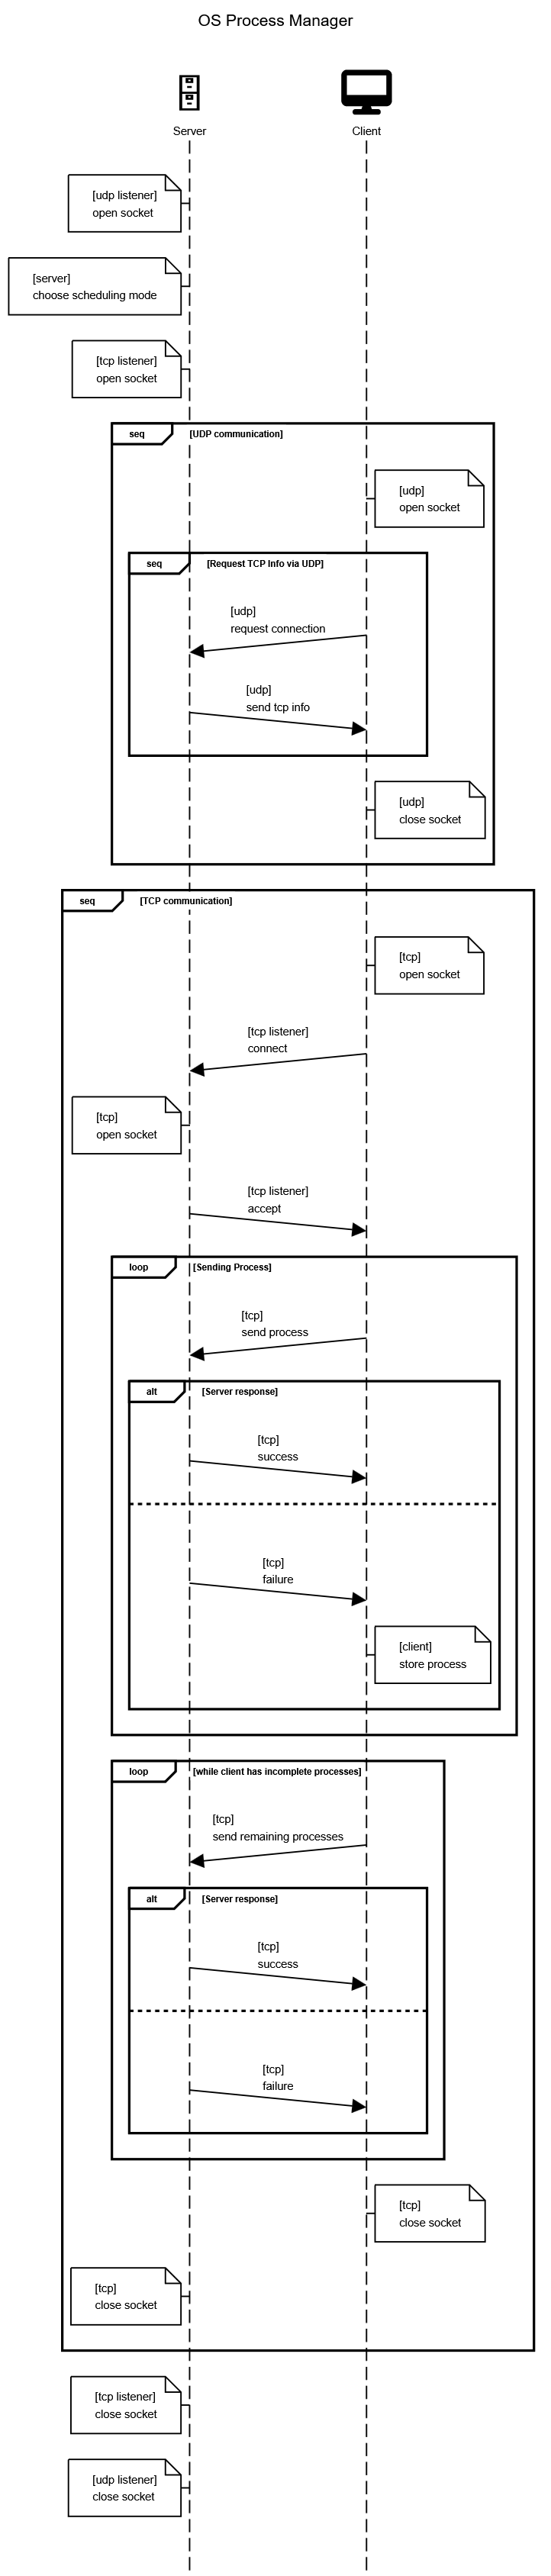 OS Process Manager
Server
Client
[udp listener]
open socket
[server]
choose scheduling mode
[tcp listener]
open socket
seq
[UDP communication]
[udp]
open socket
seq
[Request TCP Info via UDP]
[udp]
request connection
[udp]
send tcp info
[udp]
close socket
seq
[TCP communication]
[tcp]
open socket
[tcp listener]
connect
[tcp]
open socket
[tcp listener]
accept
loop
[Sending Process]
[tcp]
send process
alt
[Server response]
[tcp]
success
[tcp]
failure
[client]
store process
loop
[while client has incomplete processes]
[tcp]
send remaining processes
alt
[Server response]
[tcp]
success
[tcp]
failure
[tcp]
close socket
[tcp]
close socket
[tcp listener]
close socket
[udp listener]
close socket